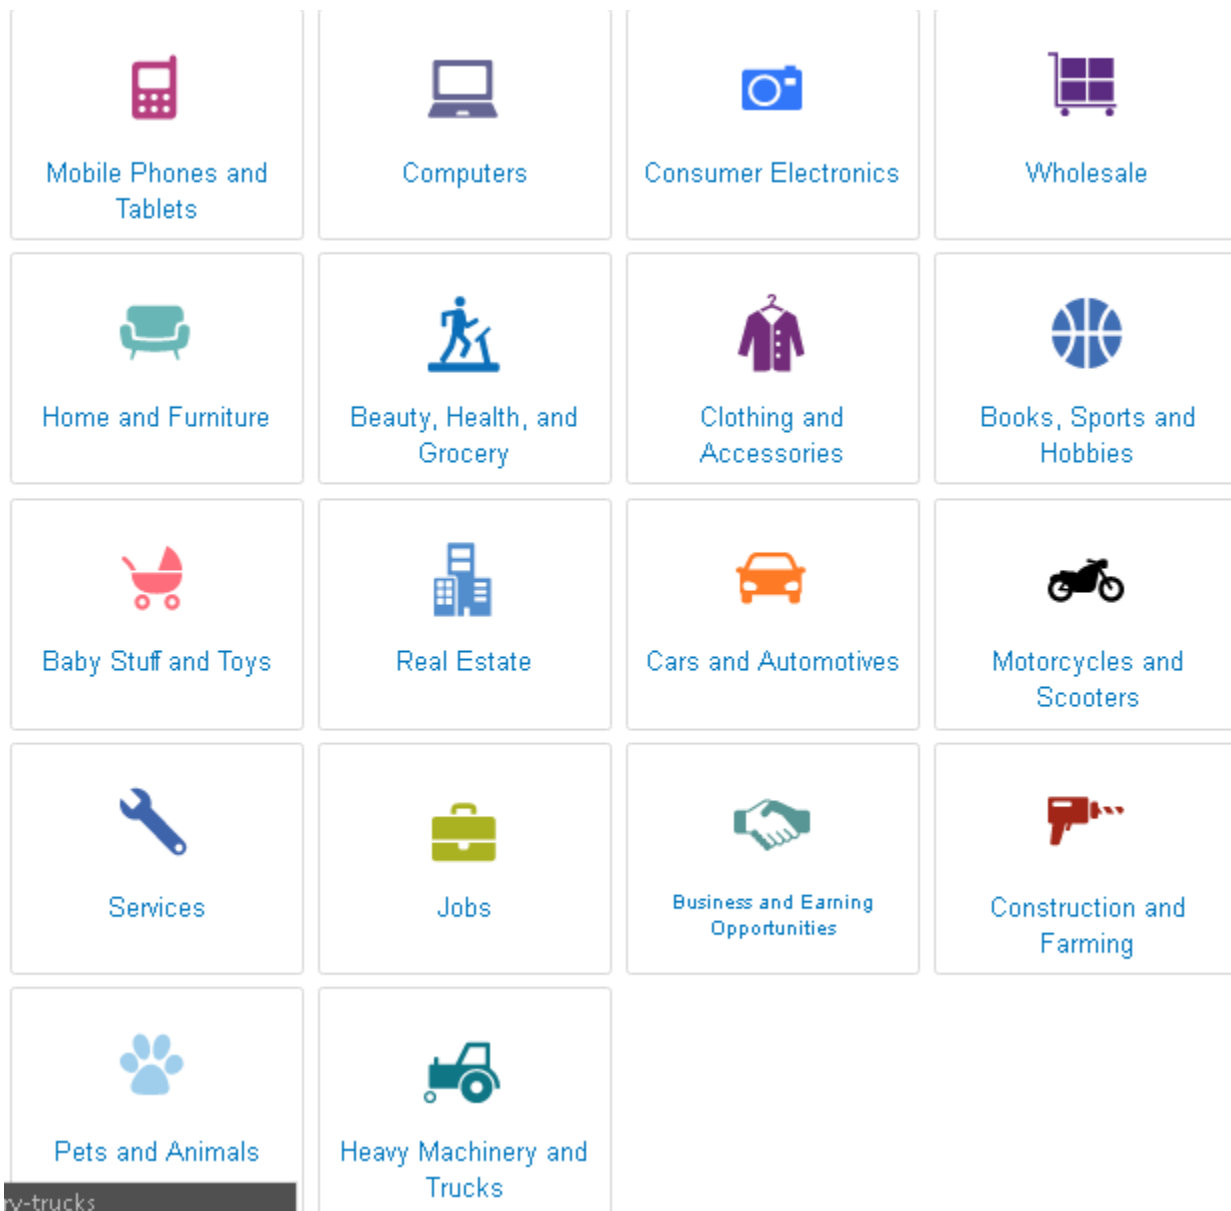 Mobile Phones and
Tablets
Computers
Consumer Electronics
Wholesale
Home and Furniture
Beauty, Health, and
Grocery
Clothing and
Accessories
Books, Sports and
Hobbies
Baby Stuff and Toys
Real Estate
Cars and Automotives
Motorcycles and
Scooters
Services
Jobs
Business and Earning
Opportunities
Construction and
Farming
Pets and Animals
Heavy Machinery and
Trucks
ry-trucks